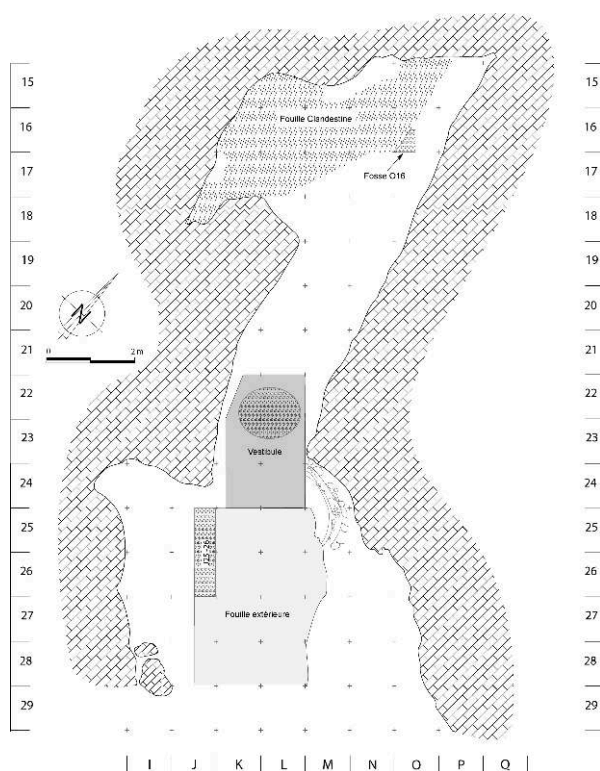 15 15
Fouille Clandestine
16 16
17 17
Fosse O16
18 18
19 19
20 20
N
0 2 m
21 21
22 22
23 23
Vestibule
24 24
25 25
J25-26
26 26
27 27
Fouille extérieure
28 28
29 29
I J K L M N O P Q